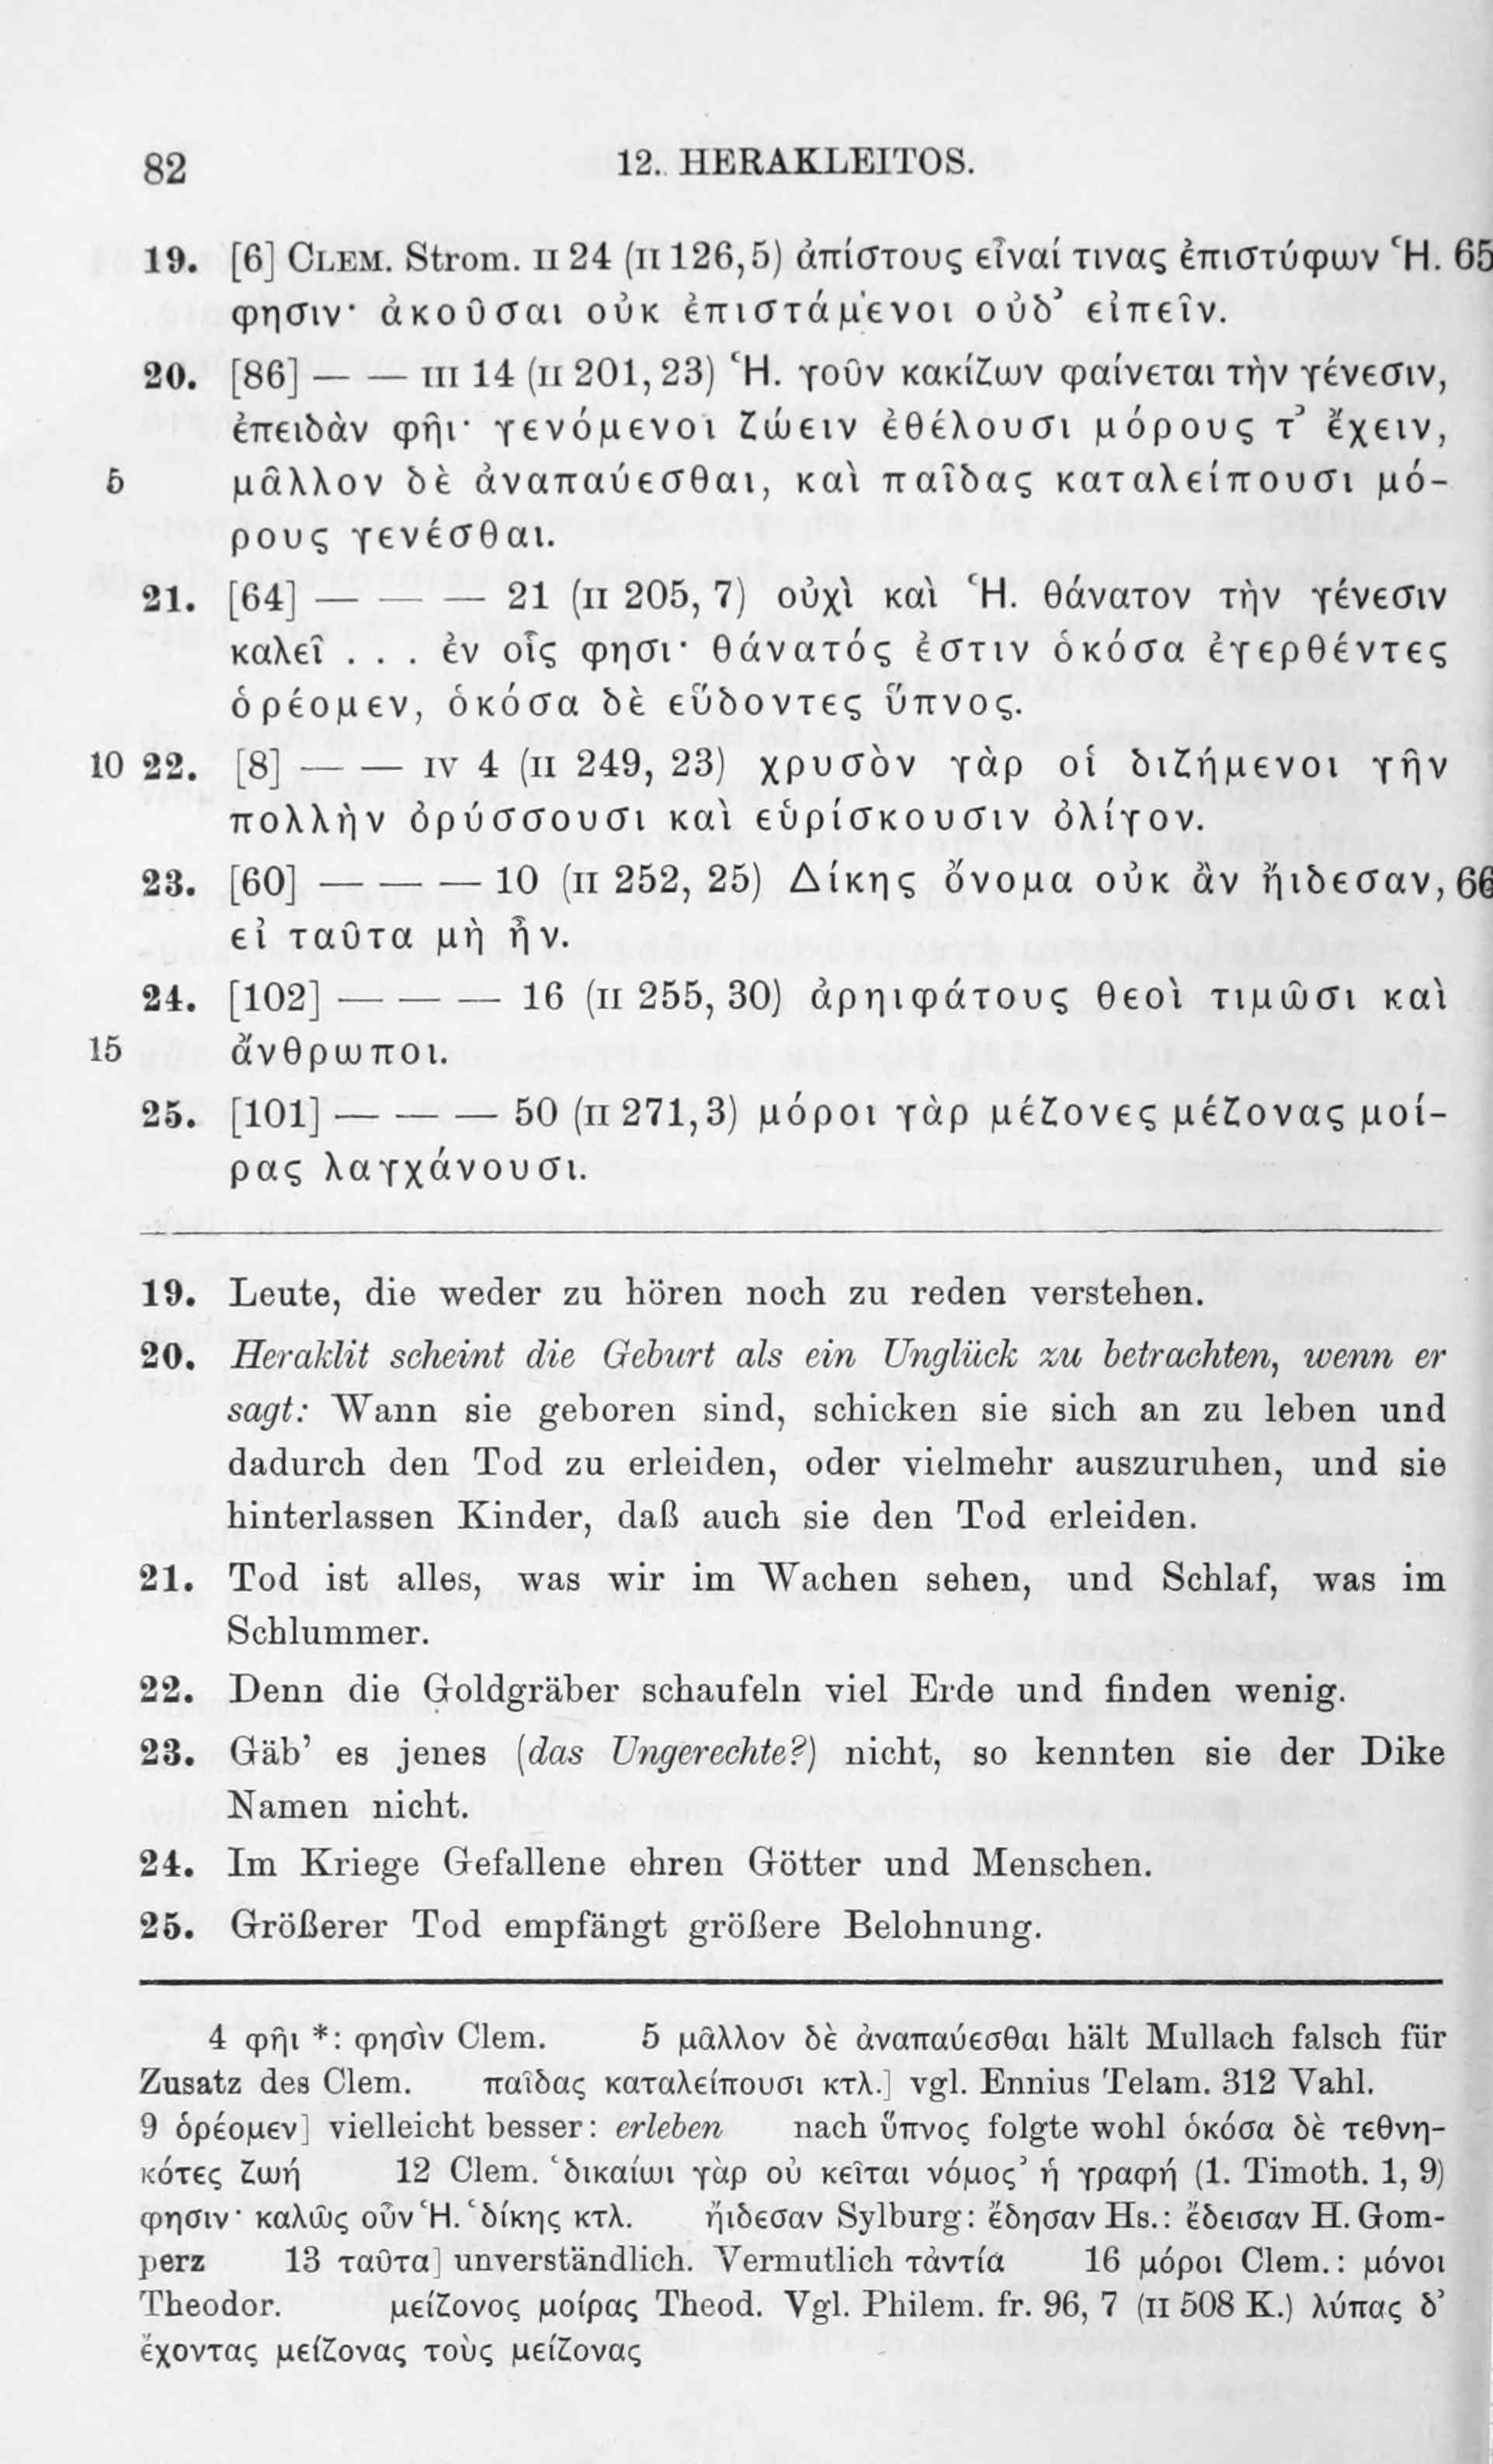 82 12. HERAKLEITOS.
19. [6] CLEM. Strom. II 24 (II 126,5) ἀπίστους εἶναί τινας ἐπιστύφων Ἡ. 65
φησιν· ἀκοῦσαι οὐκ ἐπιστάμενοι οὐδ’ εἰπεῖν.
20. [86] — — III 14 (II 201, 23) Ἡ. γοῦν κακίζων φαίνεται τὴν γένεσιν,
ἐπειδὰν φῆι· γενόμενοι ζώειν ἐθέλουσι μόρους τ’ ἔχειν,
5 μᾶλλον δὲ ἀναπαύεσθαι, καὶ παῖδας καταλείπουσι μό-
ρους γενέσθαι.
21. [64] — — — 21 (II 205, 7) οὐχὶ καὶ Ἡ. θάνατον τὴν γένεσιν
καλεῖ . . . ἐν οἷς φησι· θάνατός ἐστιν ὁκόσα ἐγερθέντες
ὁρέομεν, ὁκόσα δὲ εὕδοντες ὕπνος.
10 22. [8] — — IV 4 (II 249, 23) χρυσὸν γὰρ οἱ διζήμενοι γῆν
πολλὴν ὀρύσσουσι καὶ εὑρίσκουσιν ὀλίγον.
23. [60] — — — 10 (II 252, 25) Δίκης ὄνομα οὐκ ἂν ἤιδεσαν, 66
εἰ ταῦτα μὴ ἦν.
24. [102] — — — 16 (II 255, 30) ἀρηιφάτους θεοὶ τιμῶσι καὶ
15 ἄνθρωποι.
25. [101] — — — 50 (II 271,3) μόροι γὰρ μέζονες μέζονας μοί-
ρας λαγχάνουσι.
19. Leute, die weder zu hören noch zu reden verstehen.
20. Heraklit scheint die Geburt als ein Unglück zu betrachten, wenn er
sagt: Wann sie geboren sind, schicken sie sich an zu leben und
dadurch den Tod zu erleiden, oder vielmehr auszuruhen, und sie
hinterlassen Kinder, daß auch sie den Tod erleiden.
21. Tod ist alles, was wir im Wachen sehen, und Schlaf, was im
Schlummer.
22. Denn die Goldgräber schaufeln viel Erde und finden wenig.
23. Gäb’ es jenes (das Ungerechte?) nicht, so kennten sie der Dike
Namen nicht.
24. Im Kriege Gefallene ehren Götter und Menschen.
25. Größerer Tod empfängt größere Belohnung.
4 φῆι *: φησὶν Clem. 5 μᾶλλον δὲ ἀναπαύεσθαι hält Mullach falsch für
Zusatz des Clem. παῖδας καταλείπουσι κτλ.] vgl. Ennius Telam. 312 Vahl.
9 ὁρέομεν] vielleicht besser: erleben nach ὕπνος folgte wohl ὁκόσα δὲ τεθνη-
κότες ζωή 12 Clem. ‘δικαίωι γὰρ οὐ κεῖται νόμος’ ἡ γραφή (1. Timoth. 1, 9)
φησιν· καλῶς οὖν Ἡ. ‘δίκης κτλ. ἤιδεσαν Sylburg: ἔδησαν Hs.: ἔδεισαν H. Gom-
perz 13 ταῦτα] unverständlich. Vermutlich τἀντία 16 μόροι Clem.: μόνοι
Theodor. μείζονος μοίρας Theod. Vgl. Philem. fr. 96, 7 (II 508 K.) λύπας δ’
ἔχοντας μείζονας τοὺς μείζονας